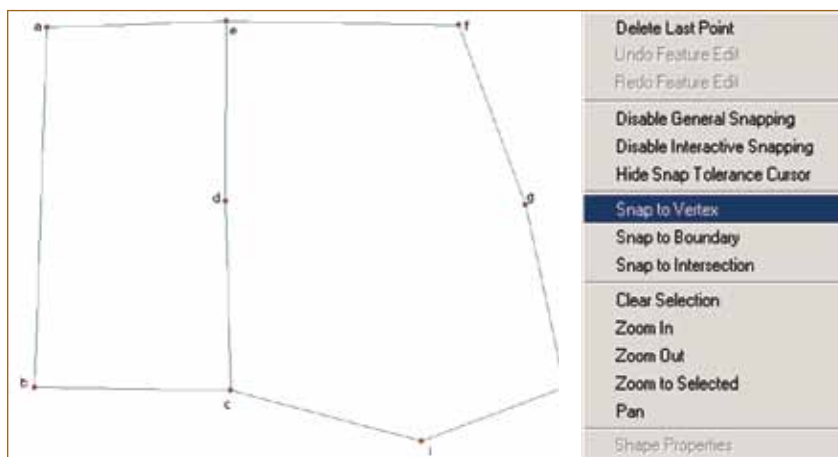 a
e
f
d
g
b
c
i
Delete Last Point
Undo Feature Edit
Redo Feature Edit
Disable General Snapping
Disable Interactive Snapping
Hide Snap Tolerance Cursor
Snap to Vertex
Snap to Boundary
Snap to Intersection
Clear Selection
Zoom In
Zoom Out
Zoom to Selected
Pan
Shape Properties